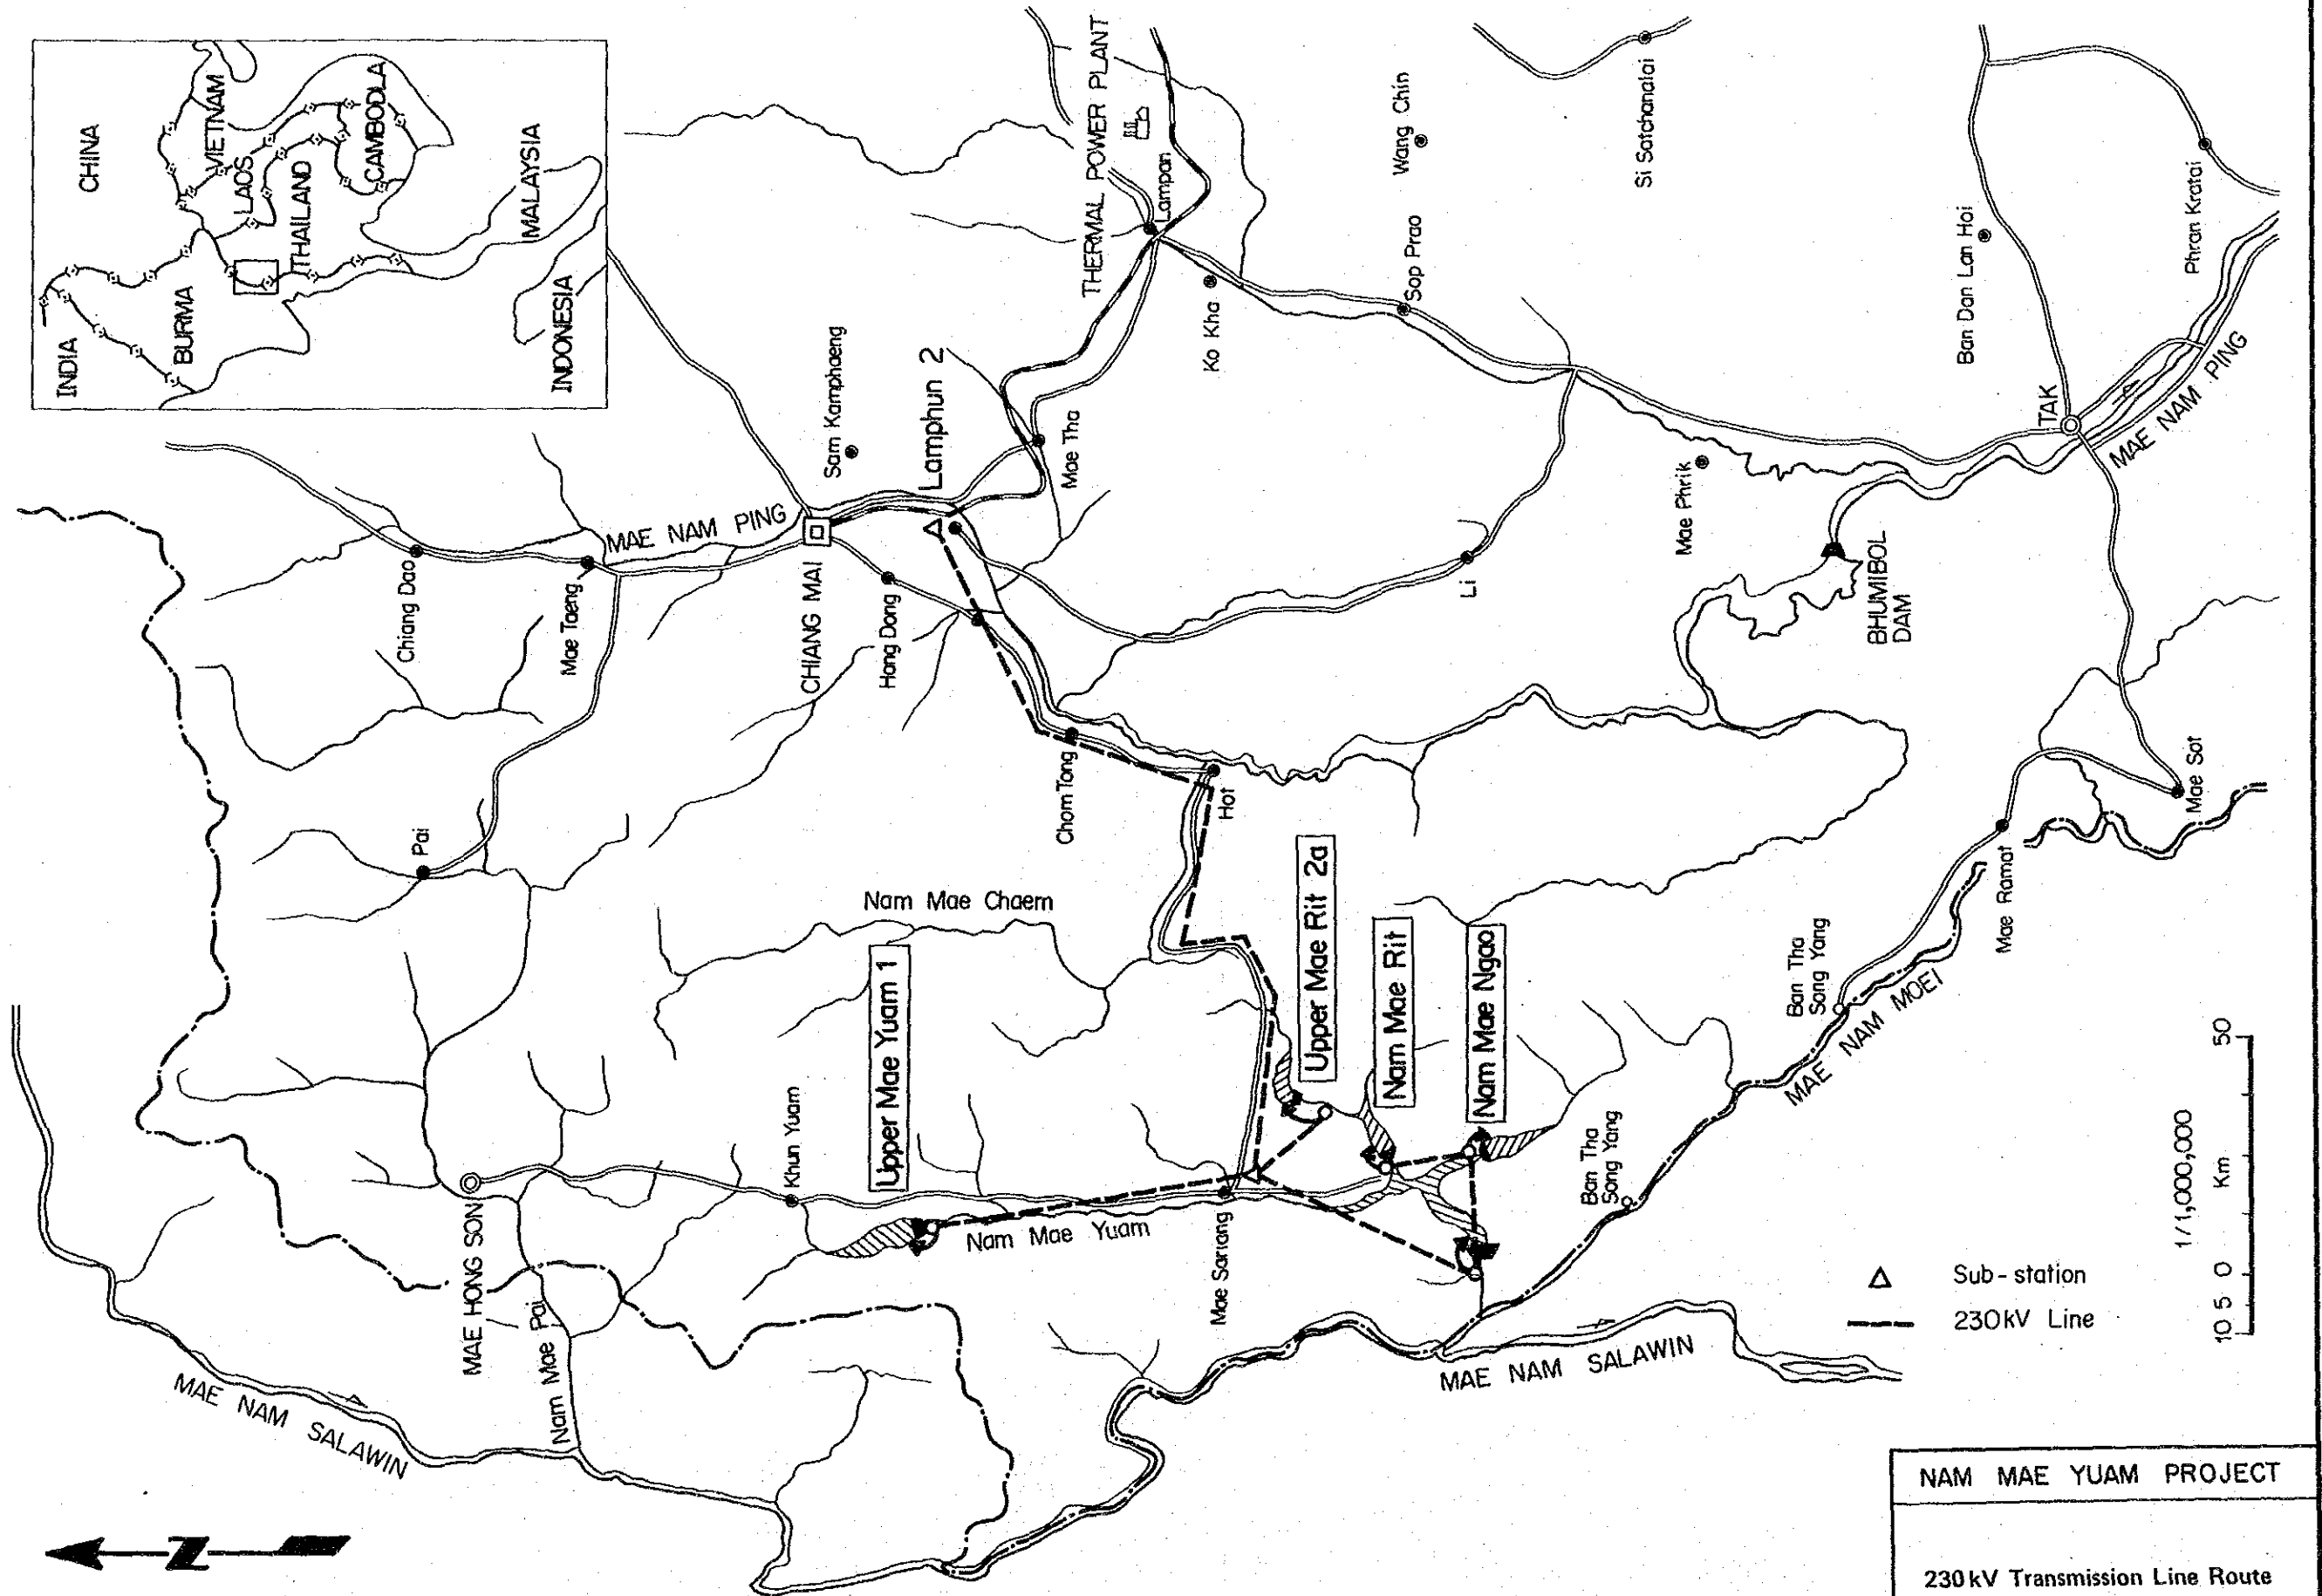 CHINA
INDIA
BURMA
VIETNAM
LAOS
THAILAND
CAMBODLA
MALAYSIA
INDONESIA
THERMAL POWER PLANT
Lampan
Ko Kha
Sop Prao
Wang Chin
Si Satchanalai
Ban Dan Lan Hoi
Phran Kratai
TAK
MAE NAM PING
Mae Phrik
BHUMIBOL
DAM
Li
Mae Tha
Lamphun 2
Sam Kamphaeng
MAE NAM PING
CHIANG MAI
Hang Dong
Chiang Dao
Mae Taeng
Pai
Chom Tong
Hot
Nam Mae Chaem
Upper Mae Yuam 1
Upper Mae Rit 2a
Nam Mae Rit
Nam Mae Ngao
Khun Yuam
MAE HONG SON
Nam Mae Pai
Nam Mae Yuam
Mae Sariang
Ban Tha
Song Yang
Ban Tha
Song Yang
MAE NAM MOEI
Mae Ramat
Mae Sot
MAE NAM SALAWIN
MAE NAM SALAWIN
N
Sub-station
230kV Line
1/1,000,000
10 5 0 50
Km
NAM MAE YUAM PROJECT
230kV Transmission Line Route